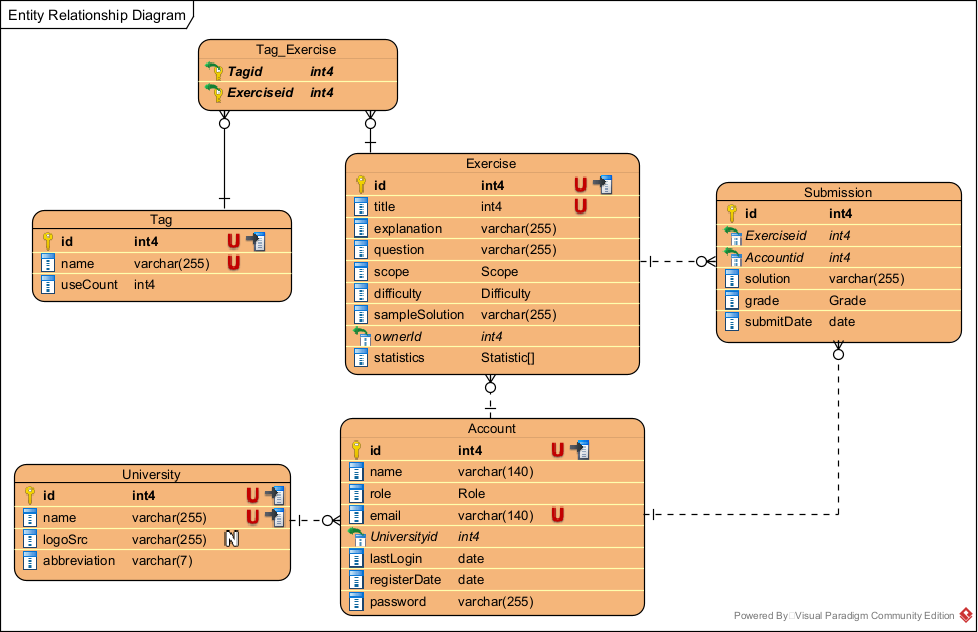 Entity Relationship Diagram
Tag_Exercise
Tagid int4
Exerciseid int4
Exercise
id int4 U
title int4 U
explanation varchar(255)
question varchar(255)
scope Scope
difficulty Difficulty
sampleSolution varchar(255)
ownerId int4
statistics Statistic[]
Submission
id int4
Exerciseid int4
Accountid int4
solution varchar(255)
grade Grade
submitDate date
Tag
id int4 U
name varchar(255) U
useCount int4
Account
id int4 U
name varchar(140)
role Role
email varchar(140) U
Universityid int4
lastLogin date
registerDate date
password varchar(255)
University
id int4 U
name varchar(255) U
logoSrc varchar(255) N
abbreviation varchar(7)
Powered By Visual Paradigm Community Edition